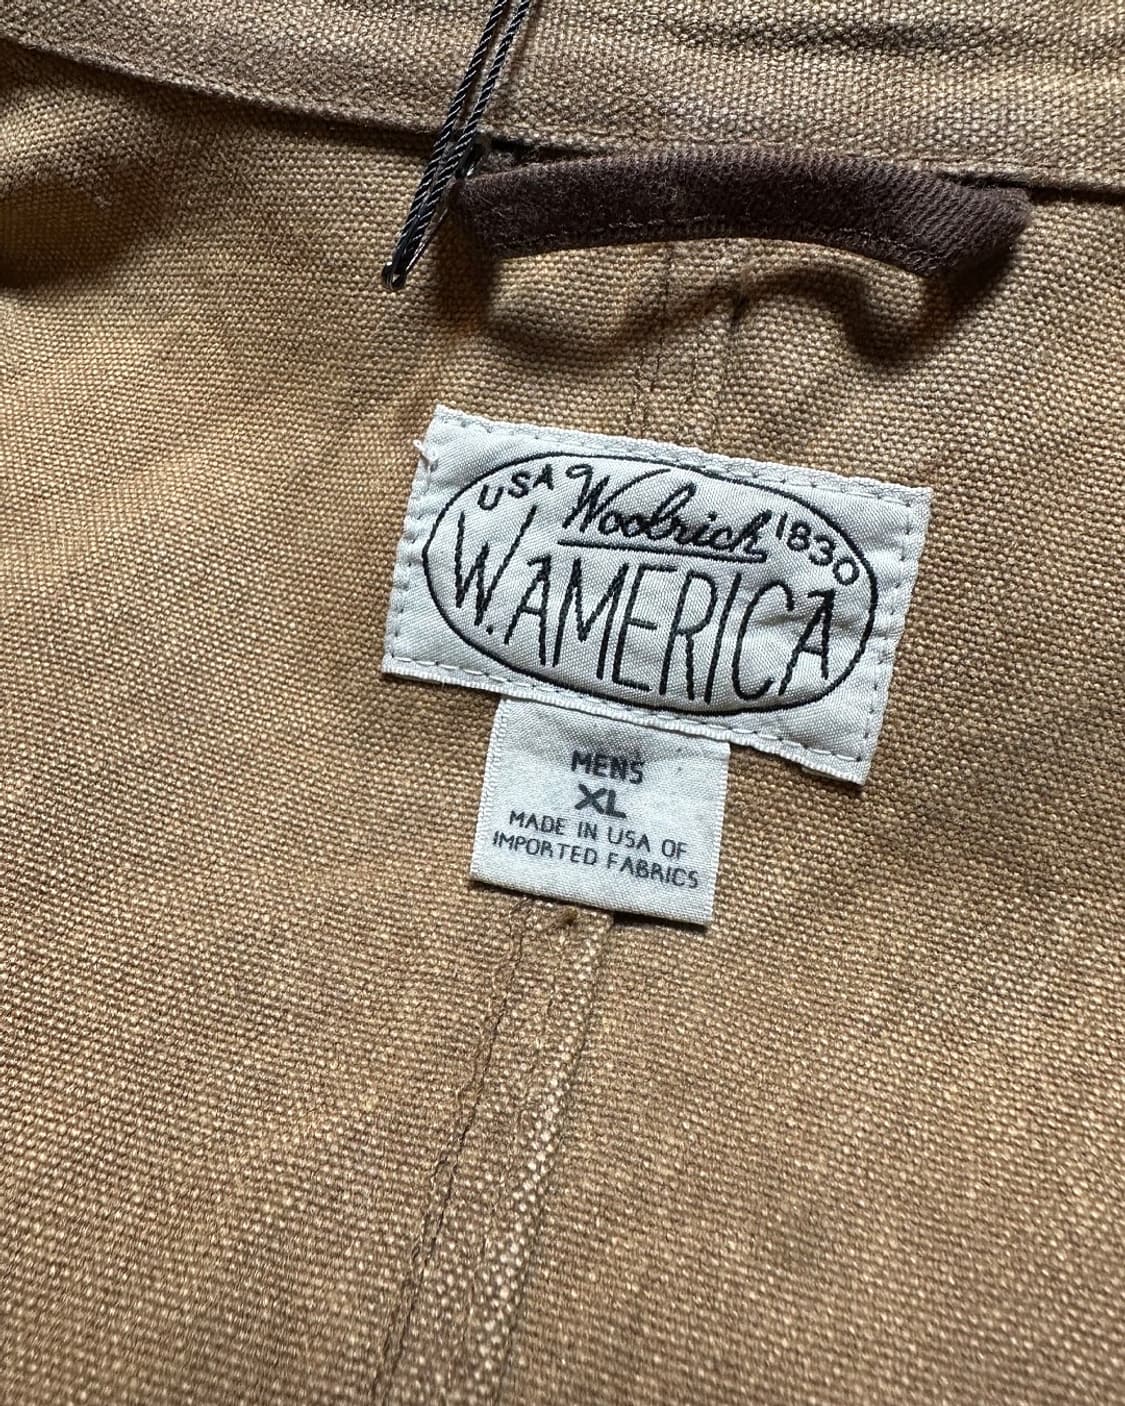 USA Woolrich 1830
W.AMERICA
MENS
XL
MADE IN USA OF
IMPORTED FABRICS